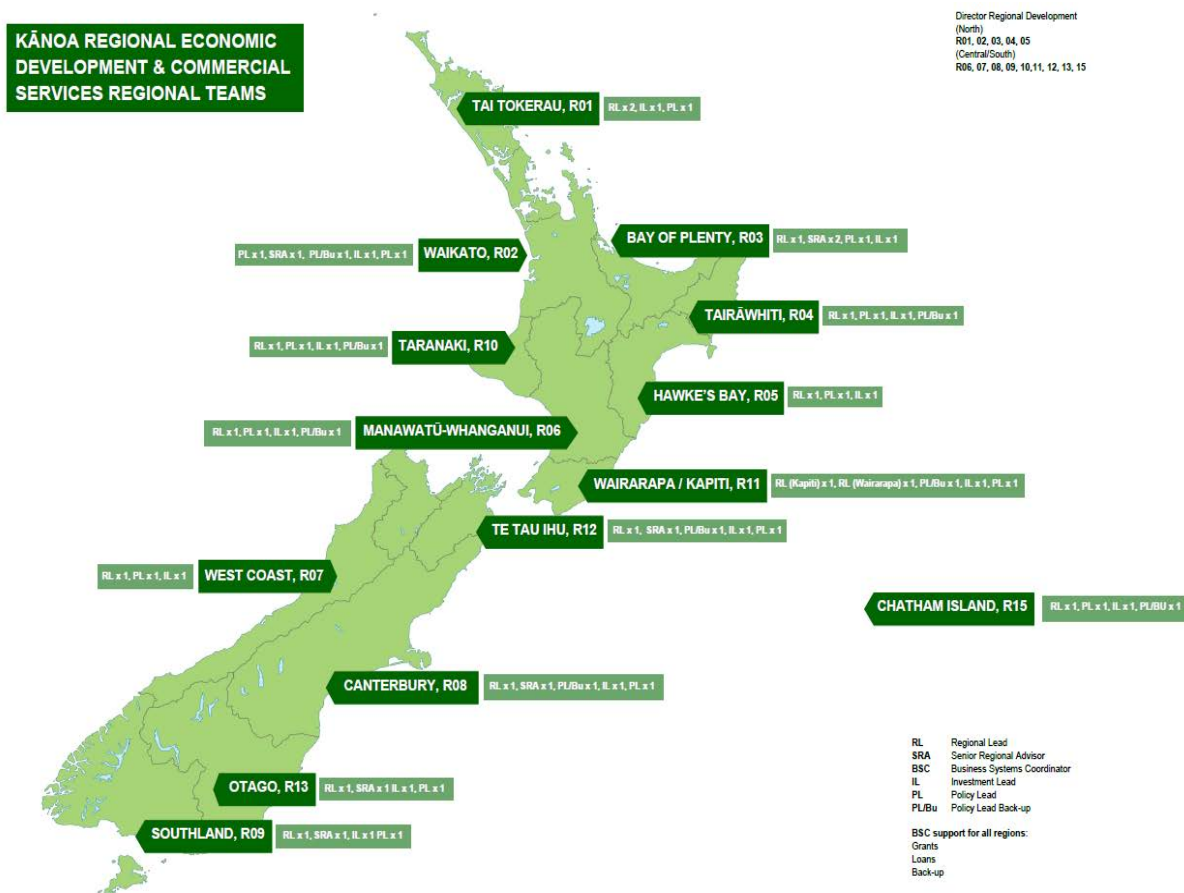 KĀNOA REGIONAL ECONOMIC
DEVELOPMENT & COMMERCIAL
SERVICES REGIONAL TEAMS
Director Regional Development
(North)
R01, 02, 03, 04, 05
(Central/South)
R06, 07, 08, 09, 10,11, 12, 13, 15
TAI TOKERAU, R01
RL x 2, IL x 1, PL x 1
BAY OF PLENTY, R03
RL x 1, SRA x 2, PL x 1, IL x 1
PL x 1, SRA x 1, PL/Bu x 1, IL x 1, PL x 1
WAIKATO, R02
TAIRĀWHITI, R04
RL x 1, PL x 1, IL x 1, PL/Bu x 1
RL x 1, PL x 1, IL x 1, PL/Bu x 1
TARANAKI, R10
HAWKE'S BAY, R05
RL x 1, PL x 1, IL x 1
RL x 1, PL x 1, IL x 1, PL/Bu x 1
MANAWATŪ-WHANGANUI, R06
WAIRARAPA / KAPITI, R11
RL (Kapiti) x 1, RL (Wairarapa) x 1, PL/Bu x 1, IL x 1, PL x 1
TE TAU IHU, R12
RL x 1, SRA x 1, PL/Bu x 1, IL x 1, PL x 1
RL x 1, PL x 1, IL x 1
WEST COAST, R07
CHATHAM ISLAND, R15
RL x 1, PL x 1, IL x 1, PL/BU x 1
CANTERBURY, R08
RL x 1, SRA x 1, PL/Bu x 1, IL x 1, PL x 1
OTAGO, R13
RL x 1, SRA x 1 IL x 1, PL x 1
SOUTHLAND, R09
RL x 1, SRA x 1, IL x 1 PL x 1
RL Regional Lead
SRA Senior Regional Advisor
BSC Business Systems Coordinator
IL Investment Lead
PL Policy Lead
PL/Bu Policy Lead Back-up
BSC support for all regions:
Grants
Loans
Back-up